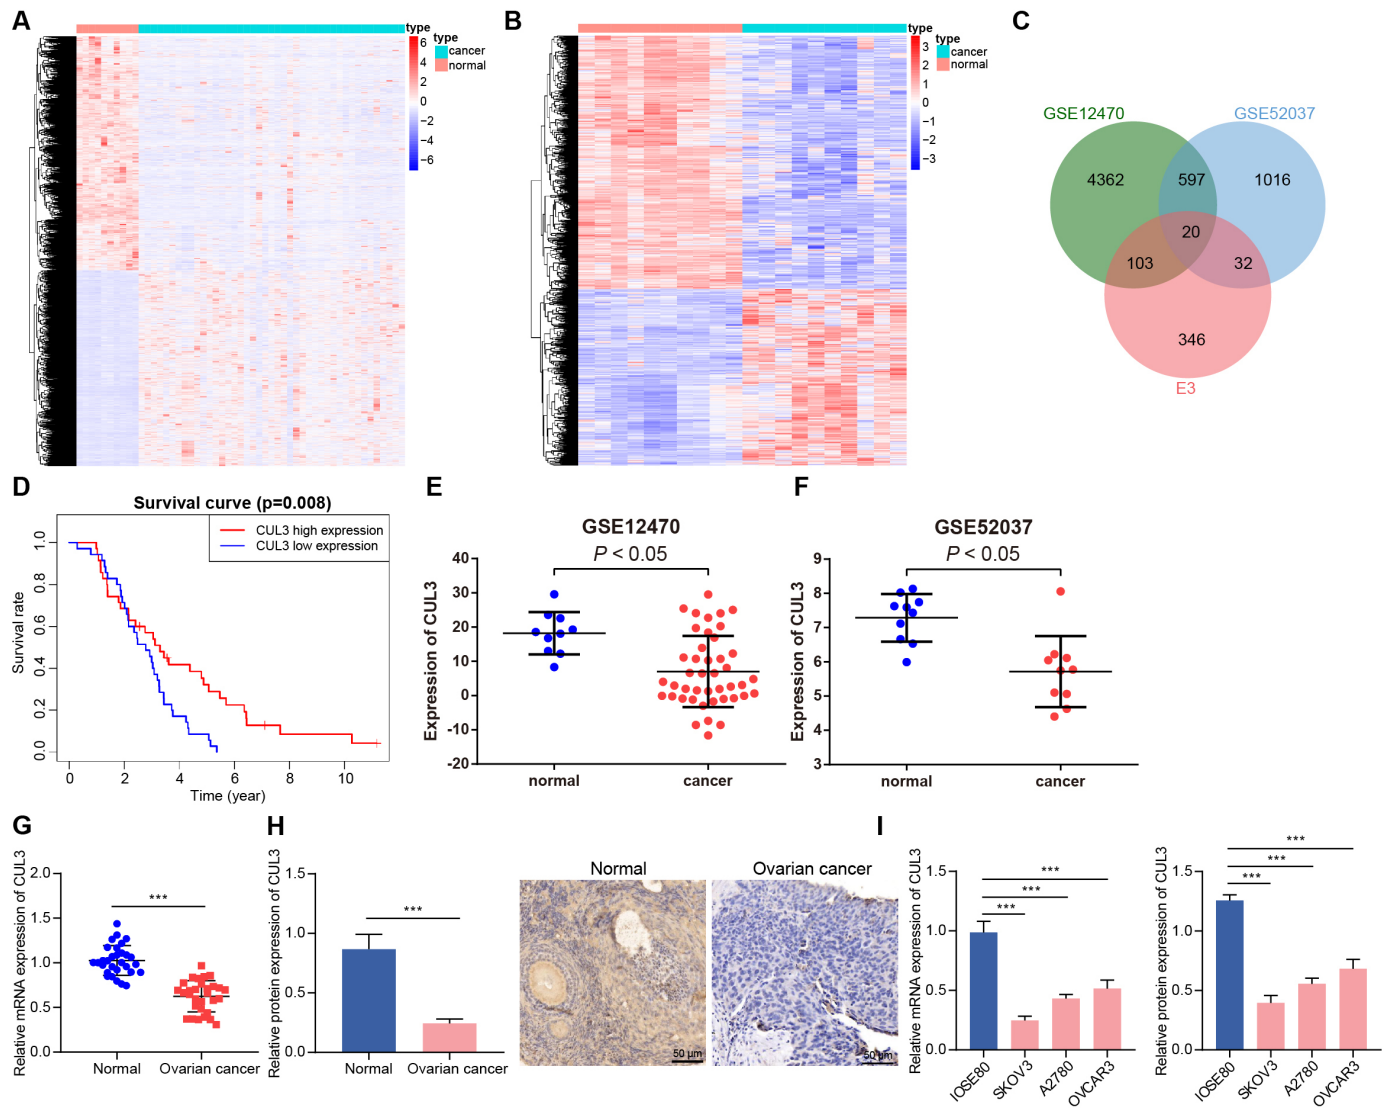 A
type
6
4
2
0
−2
−4
−6
type
cancer
normal
B
type
3
2
1
0
−1
−2
−3
type
cancer
normal
C
GSE12470
GSE52037
4362
597
1016
20
103
32
346
E3
D
Survival curve (p=0.008)
CUL3 high expression
CUL3 low expression
Survival rate
1.0
0.8
0.6
0.4
0.2
0.0
0 2 4 6 8 10
Time (year)
E
GSE12470
P < 0.05
Expression of CUL3
40
30
20
10
0
-10
-20
normal cancer
F
GSE52037
P < 0.05
Expression of CUL3
9
8
7
6
5
4
3
normal cancer
G
Relative mRNA expression of CUL3
2.0
1.5
1.0
0.5
0.0
***
Normal Ovarian cancer
H
Relative protein expression of CUL3
1.5
1.0
0.5
0.0
***
Normal Ovarian cancer
Normal
50 μm
Ovarian cancer
50 μm
I
Relative mRNA expression of CUL3
1.5
1.0
0.5
0.0
***
***
***
IOSE80 SKOV3 A2780 OVCAR3
Relative protein expression of CUL3
1.5
1.0
0.5
0.0
***
***
***
IOSE80 SKOV3 A2780 OVCAR3